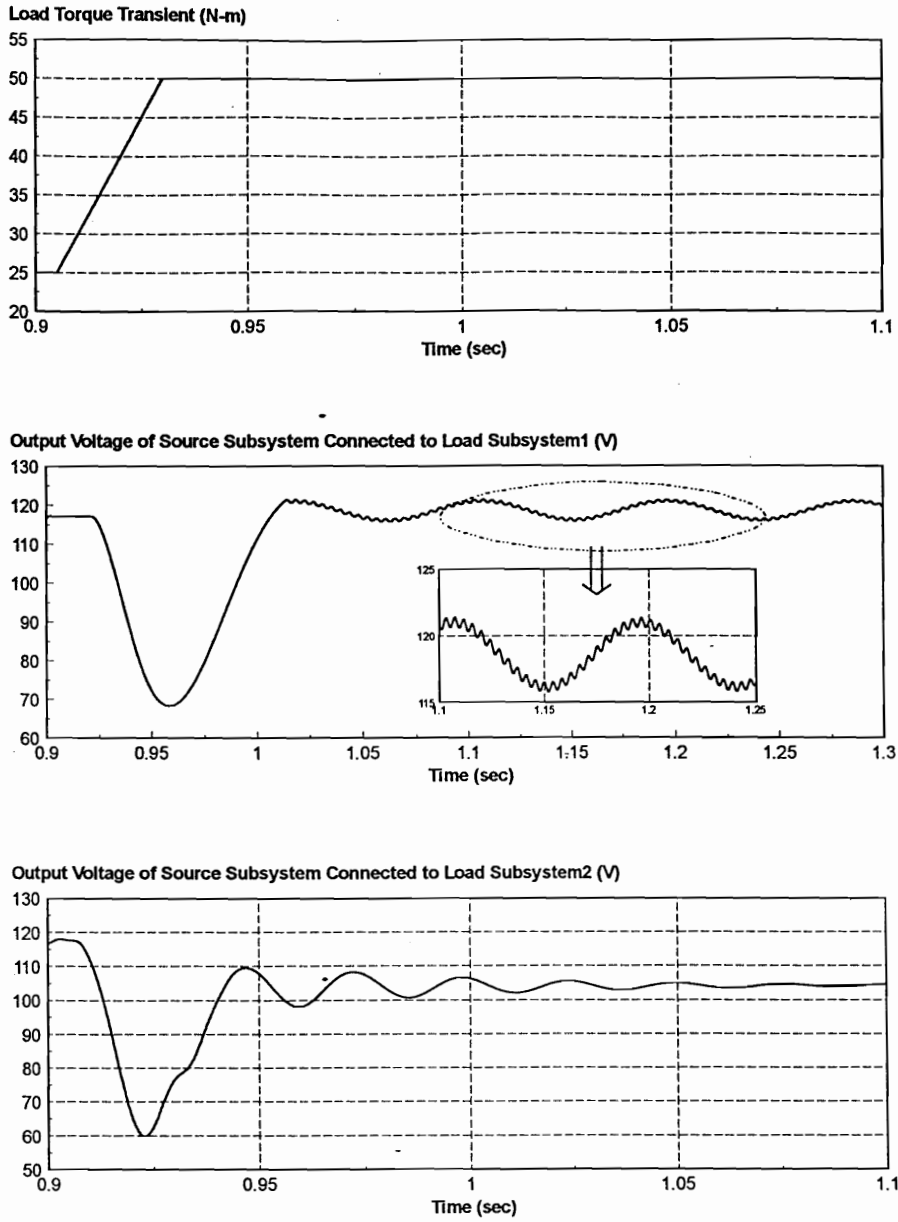 Load Torque Transient (N-m)
55
50
45
40
35
30
25
20
0.9 0.95 1 1.05 1.1
Time (sec)
Output Voltage of Source Subsystem Connected to Load Subsystem1 (V)
130
120
110
100
90
80
70
60
125
120
115
1.1 1.15 1.2 1.25
0.9 0.95 1 1.05 1.1 1.15 1.2 1.25 1.3
Time (sec)
Output Voltage of Source Subsystem Connected to Load Subsystem2 (V)
130
120
110
100
90
80
70
60
50
0.9 0.95 1 1.05 1.1
Time (sec)